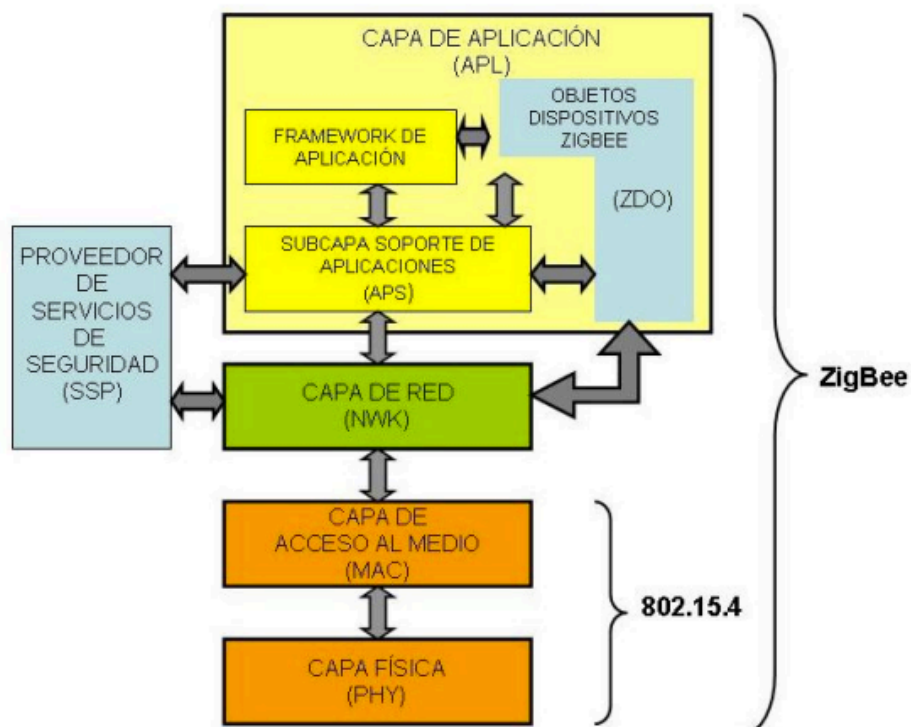 CAPA DE APLICACIÓN
(APL)
OBJETOS
DISPOSITIVOS
ZIGBEE
(ZDO)
FRAMEWORK DE
APLICACIÓN
SUBCAPA SOPORTE DE
APLICACIONES
(APS)
PROVEEDOR
DE
SERVICIOS
DE
SEGURIDAD
(SSP)
CAPA DE RED
(NWK)
ZigBee
CAPA DE
ACCESO AL MEDIO
(MAC)
802.15.4
CAPA FÍSICA
(PHY)